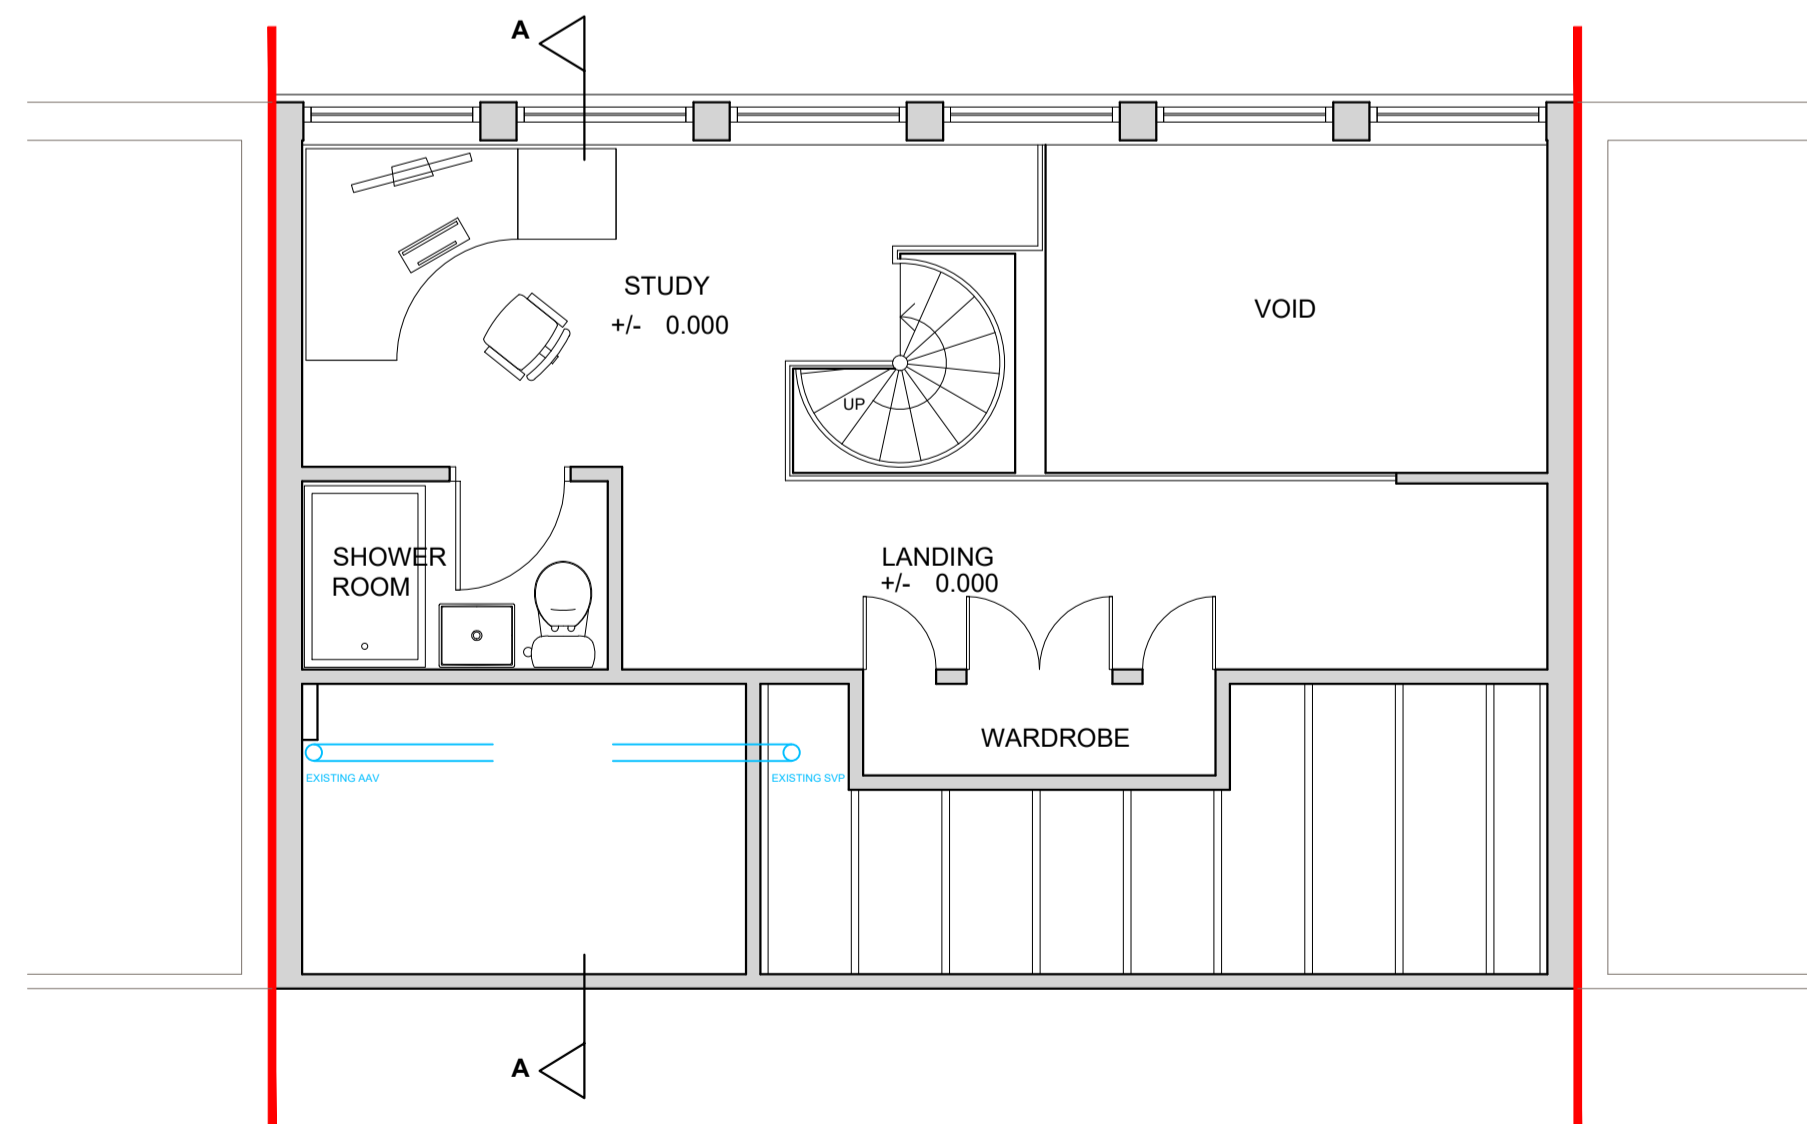 A
STUDY
+/- 0.000
VOID
UP
SHOWER
ROOM
LANDING
+/- 0.000
WARDROBE
EXISTING AAV
EXISTING SVP
A